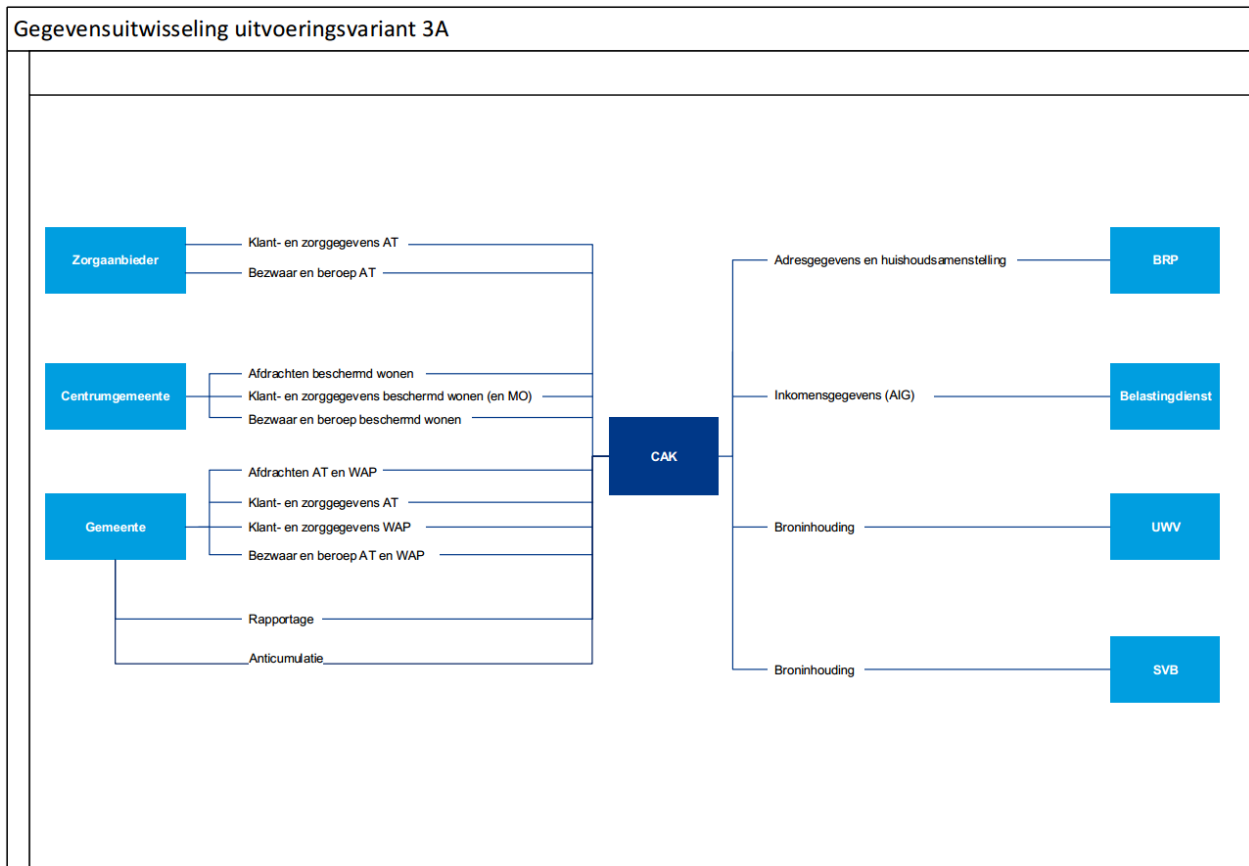 Gegevensuitwisseling uitvoeringsvariant 3A
Zorgaanbieder
Klant- en zorggegevens AT
Bezwaar en beroep AT
Centrumgemeente
Afdrachten beschermd wonen
Klant- en zorggegevens beschermd wonen (en MO)
Bezwaar en beroep beschermd wonen
Gemeente
Afdrachten AT en WAP
Klant- en zorggegevens AT
Klant- en zorggegevens WAP
Bezwaar en beroep AT en WAP
Rapportage
Anticumulatie
CAK
Adresgegevens en huishoudsamenstelling
BRP
Inkomensgegevens (AIG)
Belastingdienst
Broninhouding
UWV
Broninhouding
SVB